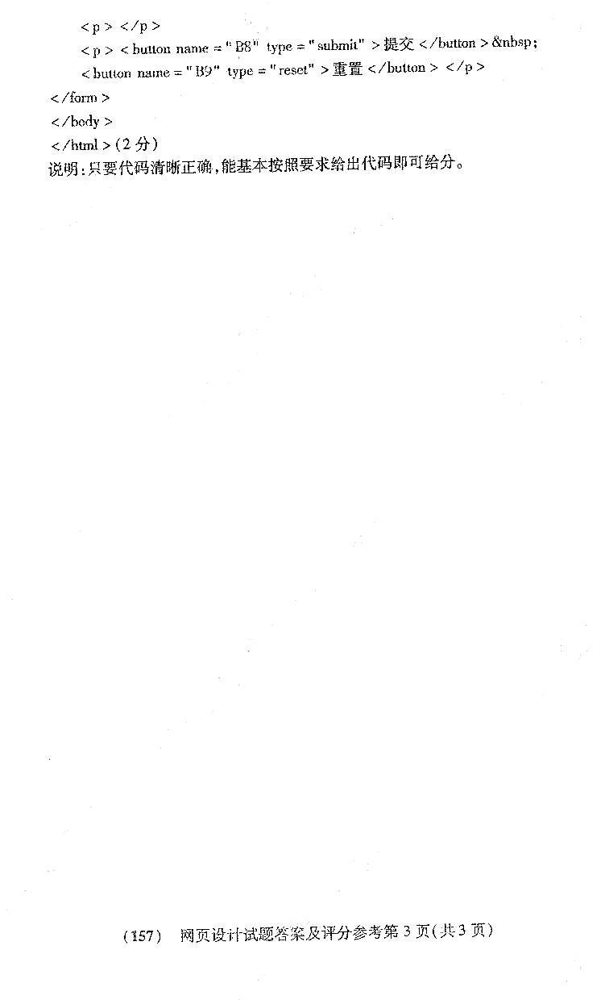 <p> </p>
<p> <button name="B8" type="submit" >提交</button>&nbsp;
<button name="B9" type="reset" >重置</button> </p>
</form>
</body>
</html>(2分)
说明:只要代码清晰正确,能基本按照要求给出代码即可给分。
(157) 网页设计试题答案及评分参考第3页(共3页)